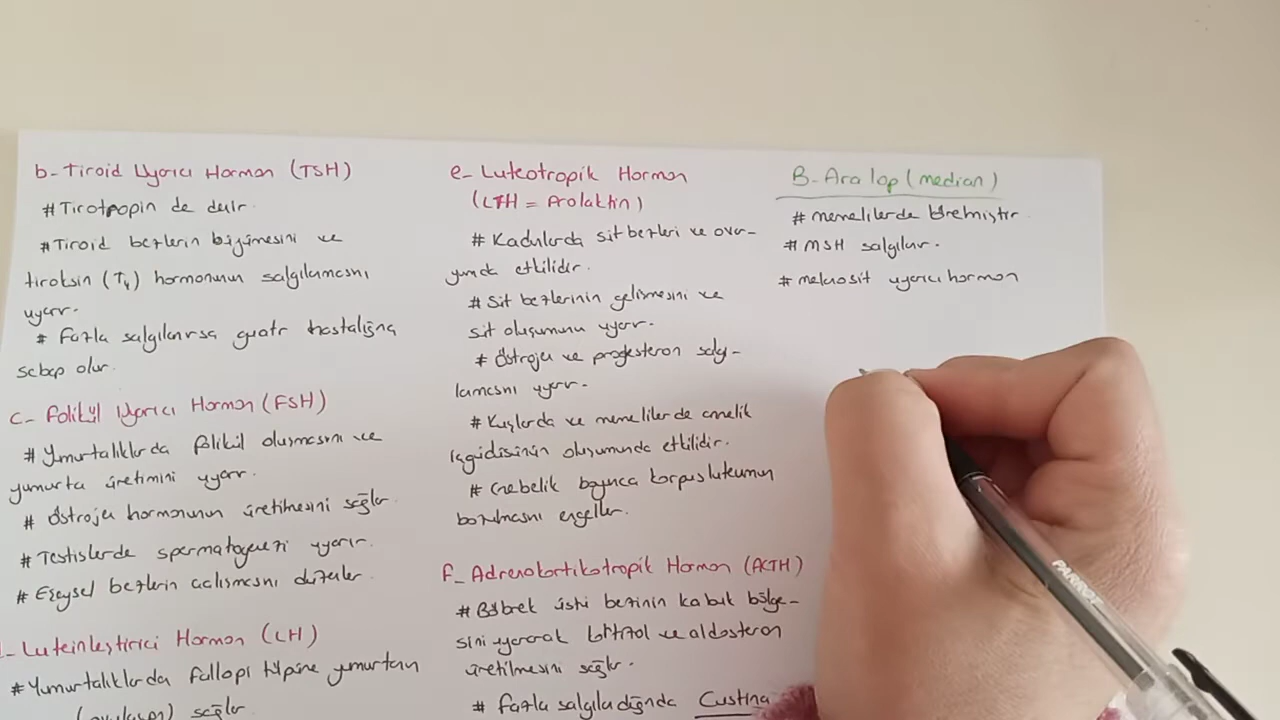 b- Tiroid Uyarıcı Hormon (TSH)
# Tirotropin de denir.
# Tiroid bezlerin büyümesini ve
tiroksin (T4) hormonunun salgılanmasını
uyarır.
# Fazla salgılanırsa guatr hastalığına
sebep olur.
c- Folikül Uyarıcı Hormon (FSH)
# Yumurtalıklarda folikül oluşmasını ve
yumurta üretimini uyarır.
# Östrojen hormonunun üretilmesini sağlar.
# Testislerde spermatogenezi uyarır.
# Eşeysel bezlerin çalışmasını düzenler.
Luteinleştirici Hormon (LH)
# Yumurtalıklarda fallopi tüpüne yumurtanın
sağlar
e- Luteotropik Hormon
(LTH = Prolaktin)
# Kadınlarda süt bezleri ve ovar-
yumda etkilidir.
# Süt bezlerinin gelişmesini ve
süt oluşumunu uyarır.
# Östrojen ve progesteron salgı-
lamasını uyarır.
# Kuşlarda ve memelilerde annelik
içgüdüsünün oluşumunda etkilidir.
# Gebelik boyunca korpus luteumun
bozulmasını engeller.
f- Adrenokortikotropik Hormon (ACTH)
# Böbrek üstü bezinin kabuk bölge-
sini uyararak kortizol ve aldosteron
üretilmesini sağlar.
# Fazla salgılandığında
B- Ara lop (median)
# memelilerde körelmiştir
# MSH salgılar.
# melanosit uyarıcı hormon
PARROT